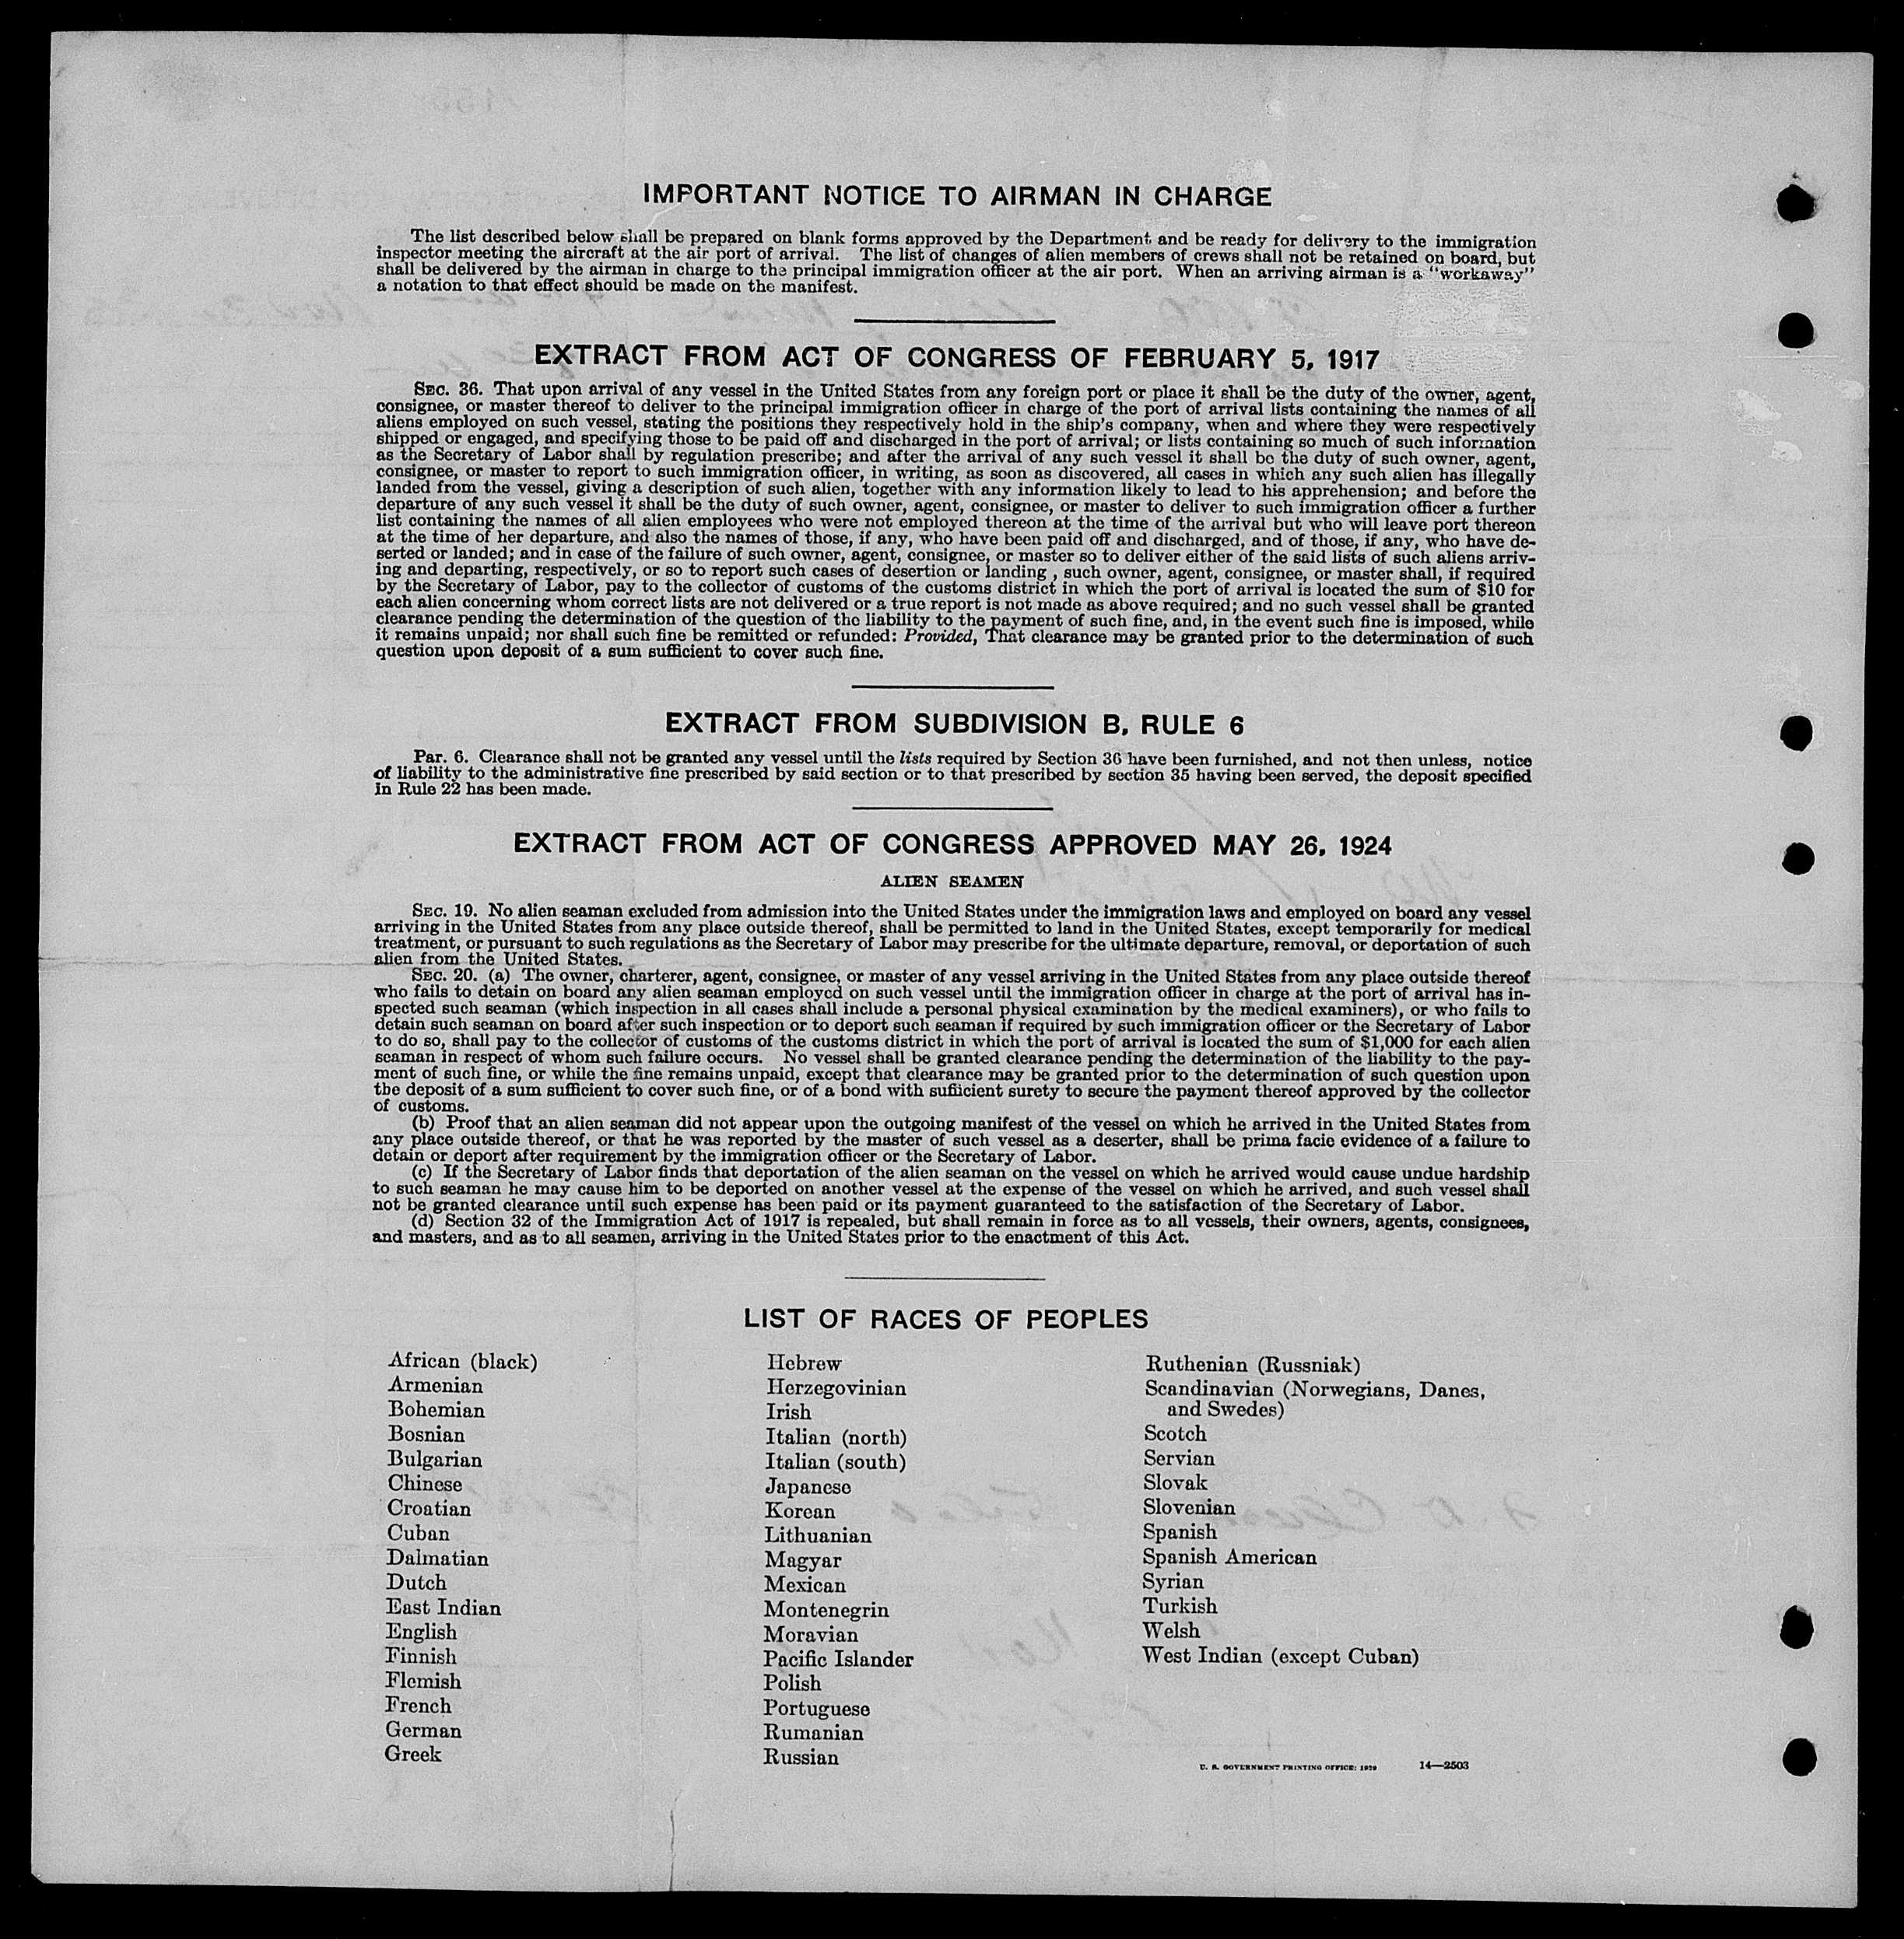 IMPORTANT NOTICE TO AIRMAN IN CHARGE
The list described below shall be prepared on blank forms approved by the Department and be ready for delivery to the immigration
inspector meeting the aircraft at the air port of arrival. The list of changes of alien members of crews shall not be retained on board, but
shall be delivered by the airman in charge to the principal immigration officer at the air port. When an arriving airman is a "workaway"
a notation to that effect should be made on the manifest.
EXTRACT FROM ACT OF CONGRESS OF FEBRUARY 5, 1917
SEC. 36. That upon arrival of any vessel in the United States from any foreign port or place it shall be the duty of the owner, agent,
consignee, or master thereof to deliver to the principal immigration officer in charge of the port of arrival lists containing the names of all
aliens employed on such vessel, stating the positions they respectively hold in the ship's company, when and where they were respectively
shipped or engaged, and specifying those to be paid off and discharged in the port of arrival; or lists containing so much of such information
as the Secretary of Labor shall by regulation prescribe; and after the arrival of any such vessel it shall be the duty of such owner, agent,
consignee, or master to report to such immigration officer, in writing, as soon as discovered, all cases in which any such alien has illegally
landed from the vessel, giving a description of such alien, together with any information likely to lead to his apprehension; and before the
departure of any such vessel it shall be the duty of such owner, agent, consignee, or master to deliver to such immigration officer a further
list containing the names of all alien employees who were not employed thereon at the time of the arrival but who will leave port thereon
at the time of her departure, and also the names of those, if any, who have been paid off and discharged, and of those, if any, who have de-
serted or landed; and in case of the failure of such owner, agent, consignee, or master so to deliver either of the said lists of such aliens arriv-
ing and departing, respectively, or so to report such cases of desertion or landing , such owner, agent, consignee, or master shall, if required
by the Secretary of Labor, pay to the collector of customs of the customs district in which the port of arrival is located the sum of $10 for
each alien concerning whom correct lists are not delivered or a true report is not made as above required; and no such vessel shall be granted
clearance pending the determination of the question of the liability to the payment of such fine, and, in the event such fine is imposed, while
it remains unpaid; nor shall such fine be remitted or refunded: Provided, That clearance may be granted prior to the determination of such
question upon deposit of a sum sufficient to cover such fine.
EXTRACT FROM SUBDIVISION B, RULE 6
Par. 6. Clearance shall not be granted any vessel until the lists required by Section 36 have been furnished, and not then unless, notice
of liability to the administrative fine prescribed by said section or to that prescribed by section 35 having been served, the deposit specified
in Rule 22 has been made.
EXTRACT FROM ACT OF CONGRESS APPROVED MAY 26, 1924
ALIEN SEAMEN
SEC. 19. No alien seaman excluded from admission into the United States under the immigration laws and employed on board any vessel
arriving in the United States from any place outside thereof, shall be permitted to land in the United States, except temporarily for medical
treatment, or pursuant to such regulations as the Secretary of Labor may prescribe for the ultimate departure, removal, or deportation of such
alien from the United States.
SEC. 20. (a) The owner, charterer, agent, consignee, or master of any vessel arriving in the United States from any place outside thereof
who fails to detain on board any alien seaman employed on such vessel until the immigration officer in charge at the port of arrival has in-
spected such seaman (which inspection in all cases shall include a personal physical examination by the medical examiners), or who fails to
detain such seaman on board after such inspection or to deport such seaman if required by such immigration officer or the Secretary of Labor
to do so, shall pay to the collector of customs of the customs district in which the port of arrival is located the sum of $1,000 for each alien
seaman in respect of whom such failure occurs. No vessel shall be granted clearance pending the determination of the liability to the pay-
ment of such fine, or while the fine remains unpaid, except that clearance may be granted prior to the determination of such question upon
the deposit of a sum sufficient to cover such fine, or of a bond with sufficient surety to secure the payment thereof approved by the collector
of customs.
(b) Proof that an alien seaman did not appear upon the outgoing manifest of the vessel on which he arrived in the United States from
any place outside thereof, or that he was reported by the master of such vessel as a deserter, shall be prima facie evidence of a failure to
detain or deport after requirement by the immigration officer or the Secretary of Labor.
(c) If the Secretary of Labor finds that deportation of the alien seaman on the vessel on which he arrived would cause undue hardship
to such seaman he may cause him to be deported on another vessel at the expense of the vessel on which he arrived, and such vessel shall
not be granted clearance until such expense has been paid or its payment guaranteed to the satisfaction of the Secretary of Labor.
(d) Section 32 of the Immigration Act of 1917 is repealed, but shall remain in force as to all vessels, their owners, agents, consignees,
and masters, and as to all seamen, arriving in the United States prior to the enactment of this Act.
LIST OF RACES OF PEOPLES
African (black)
Armenian
Bohemian
Bosnian
Bulgarian
Chinese
Croatian
Cuban
Dalmatian
Dutch
East Indian
English
Finnish
Flemish
French
German
Greek
Hebrew
Herzegovinian
Irish
Italian (north)
Italian (south)
Japanese
Korean
Lithuanian
Magyar
Mexican
Montenegrin
Moravian
Pacific Islander
Polish
Portuguese
Rumanian
Russian
Ruthenian (Russniak)
Scandinavian (Norwegians, Danes,
and Swedes)
Scotch
Servian
Slovak
Slovenian
Spanish
Spanish American
Syrian
Turkish
Welsh
West Indian (except Cuban)
U. S. GOVERNMENT PRINTING OFFICE: 1929 14—2503